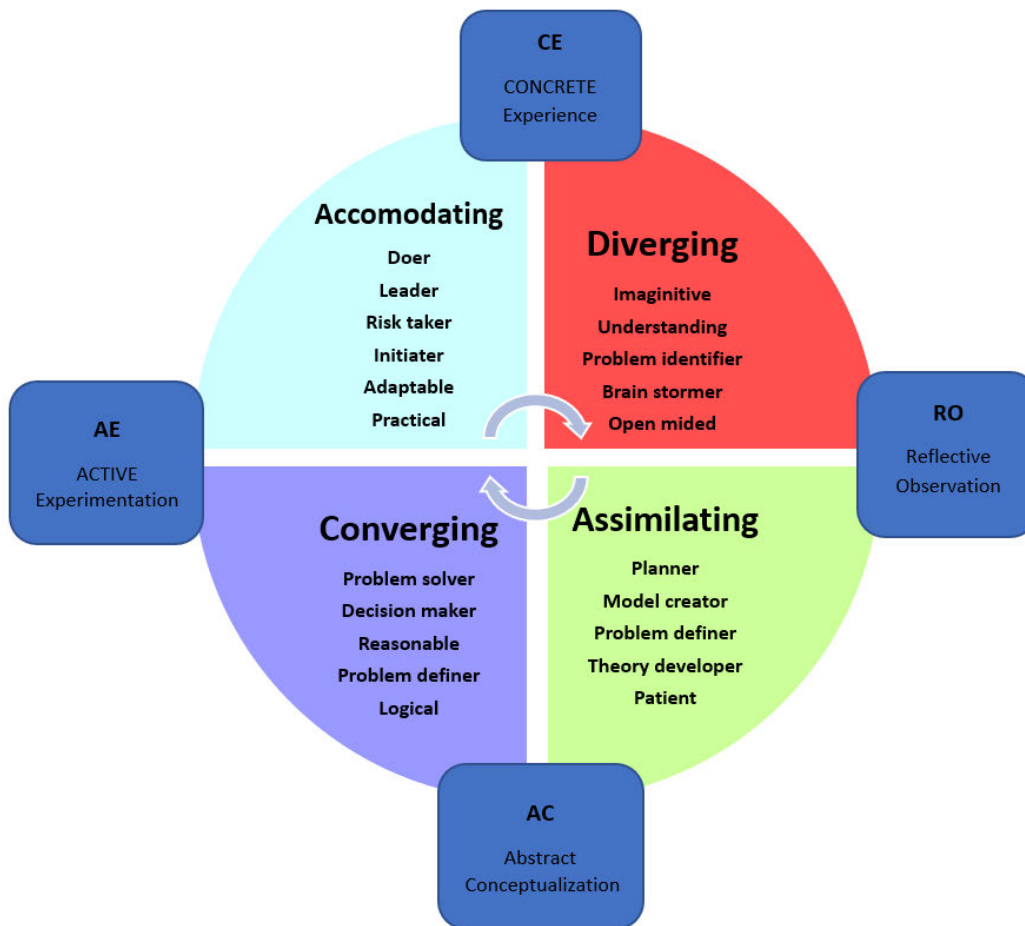 CE
CONCRETE
Experience
Accomodating
Doer
Leader
Risk taker
Initiater
Adaptable
Practical
Diverging
Imaginitive
Understanding
Problem identifier
Brain stormer
Open mided
AE
ACTIVE
Experimentation
RO
Reflective
Observation
Converging
Problem solver
Decision maker
Reasonable
Problem definer
Logical
Assimilating
Planner
Model creator
Problem definer
Theory developer
Patient
AC
Abstract
Conceptualization